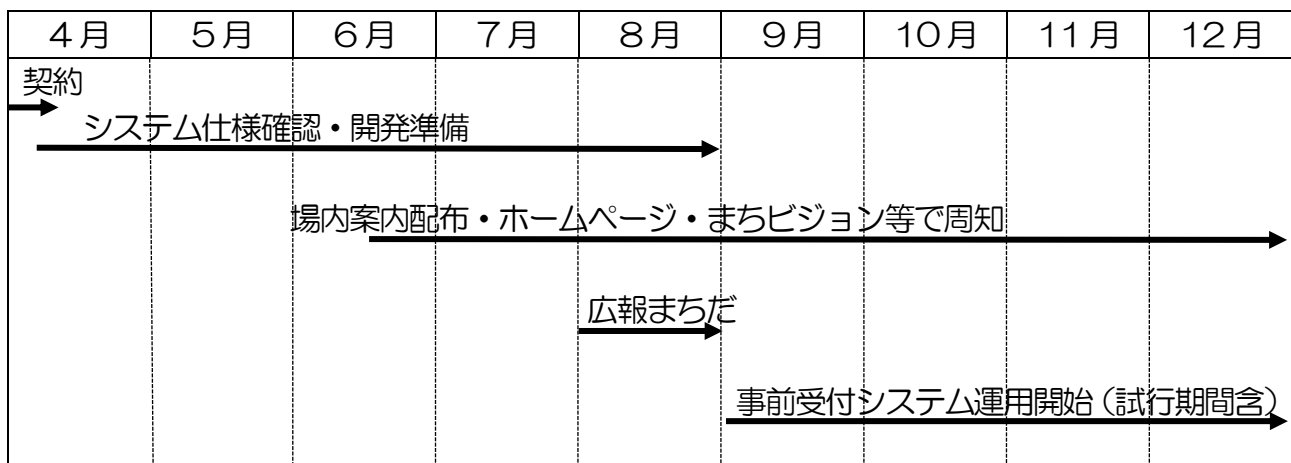 4月 5月 6月 7月 8月 9月 10月 11月 12月
契約
システム仕様確認・開発準備
場内案内配布・ホームページ・まちビジョン等で周知
広報まちだ
事前受付システム運用開始(試行期間含)